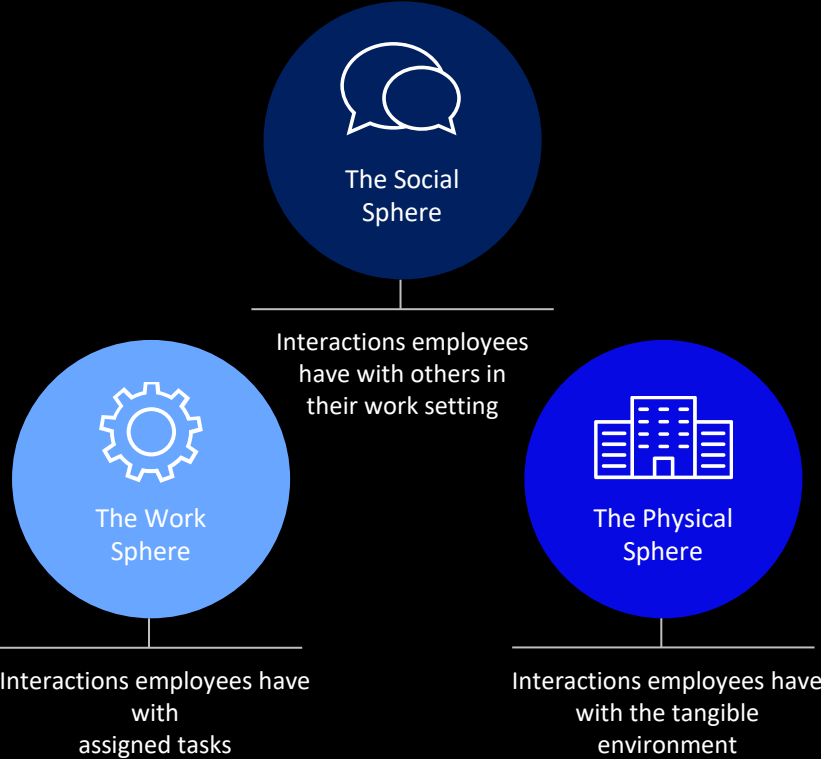 The Social
Sphere
Interactions employees
have with others in
their work setting
The Work
Sphere
Interactions employees have
with
assigned tasks
The Physical
Sphere
Interactions employees have
with the tangible
environment